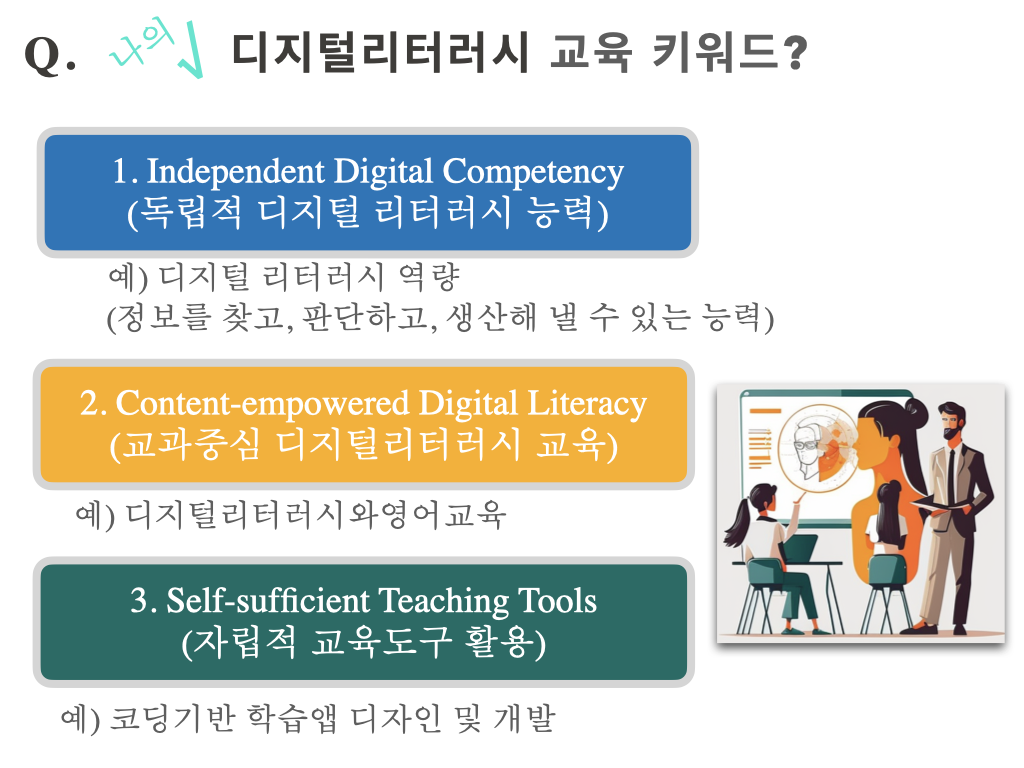 Q. 나의 디지털리터러시 교육 키워드?
1. Independent Digital Competency
(독립적 디지털 리터러시 능력)
예) 디지털 리터러시 역량
(정보를 찾고, 판단하고, 생산해 낼 수 있는 능력)
2. Content-empowered Digital Literacy
(교과중심 디지털리터러시 교육)
예) 디지털리터러시와영어교육
3. Self-sufficient Teaching Tools
(자립적 교육도구 활용)
예) 코딩기반 학습앱 디자인 및 개발